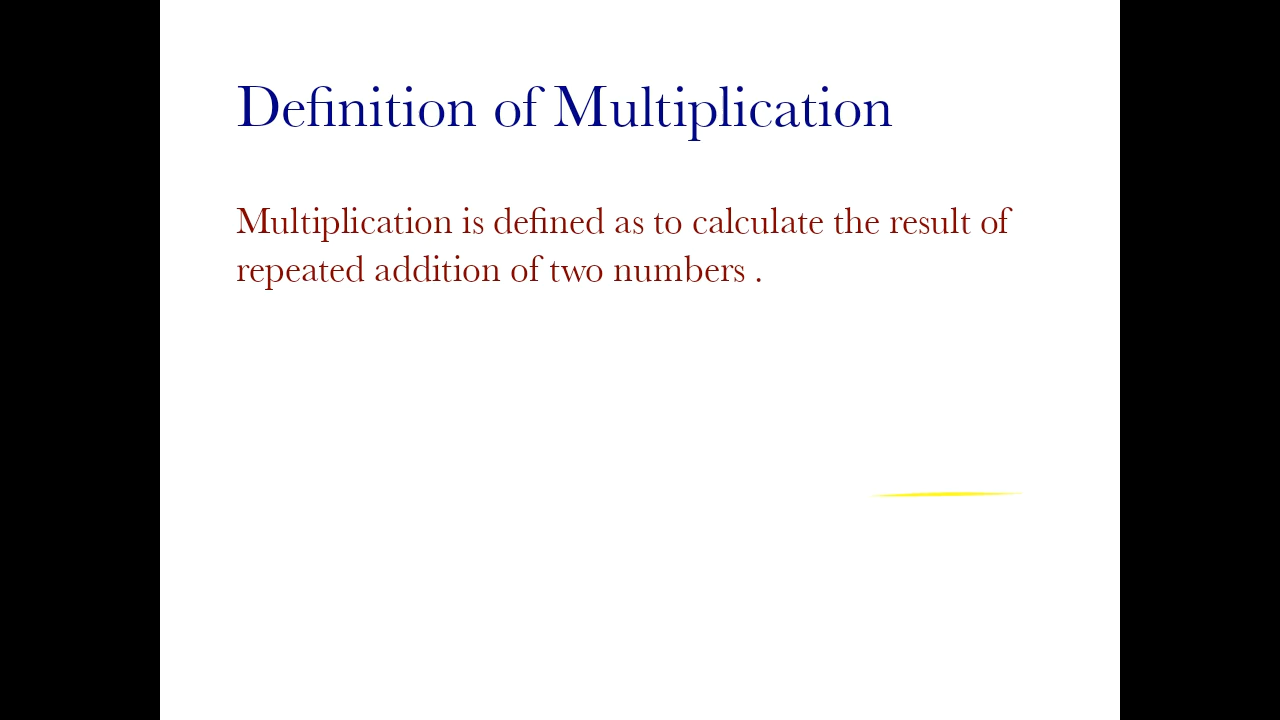 Definition of Multiplication
Multiplication is defined as to calculate the result of
repeated addition of two numbers .